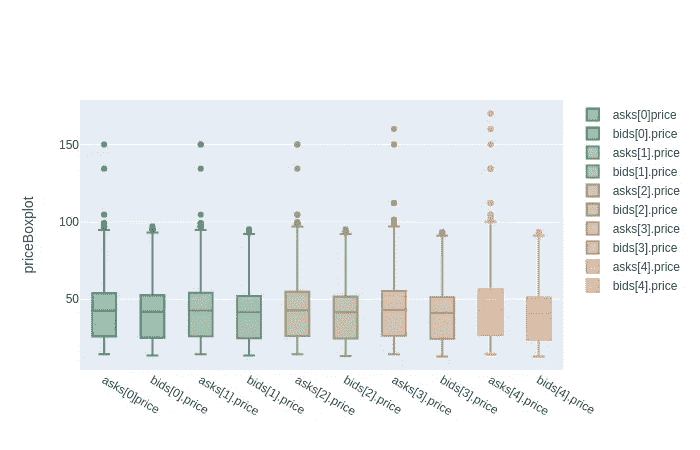 priceBoxplot
150
100
50
asks[0]price
bids[0].price
asks[1].price
bids[1].price
asks[2].price
bids[2].price
asks[3].price
bids[3].price
asks[4].price
bids[4].price
asks[0]price
bids[0].price
asks[1].price
bids[1].price
asks[2].price
bids[2].price
asks[3].price
bids[3].price
asks[4].price
bids[4].price